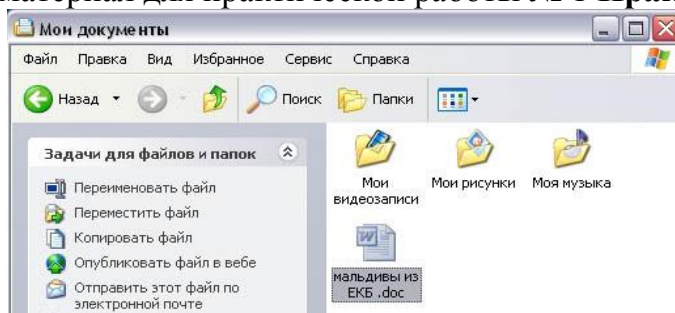 материал для практической работы № 1
Мои документы
Файл Правка Вид Избранное Сервис Справка
Назад Поиск Папки
Задачи для файлов и папок
Переименовать файл
Переместить файл
Копировать файл
Опубликовать файл в вебе
Отправить этот файл по
электронной почте
Мои
видеозаписи
Мои рисунки
Моя музыка
мальдивы из
ЕКБ .doc